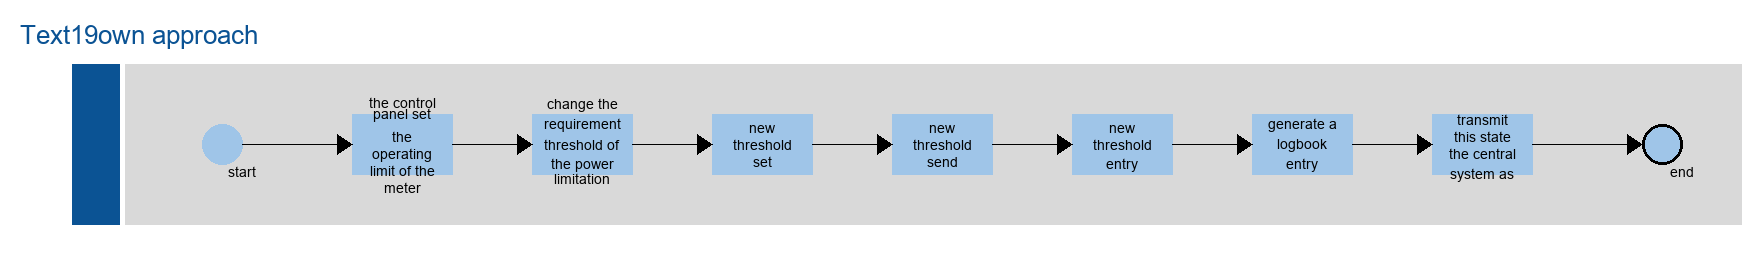 Text19own approach
start
the control
panel set
the
operating
limit of the
meter
change the
requirement
threshold of
the power
limitation
new
threshold
set
new
threshold
send
new
threshold
entry
generate a
logbook
entry
transmit
this state
the central
system as
end